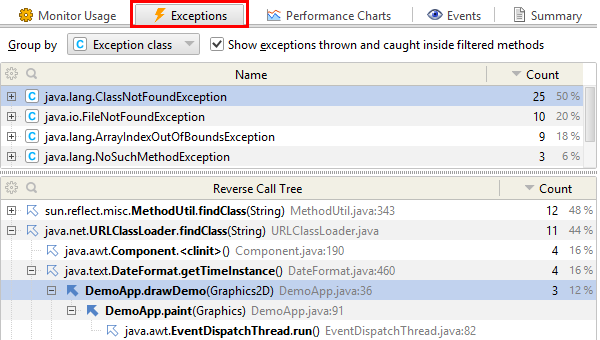 Monitor Usage Exceptions Performance Charts Events Summary
Group by C Exception class Show exceptions thrown and caught inside filtered methods
Name Count
C java.lang.ClassNotFoundException 25 50 %
C java.io.FileNotFoundException 10 20 %
C java.lang.ArrayIndexOutOfBoundsException 9 18 %
C java.lang.NoSuchMethodException 3 6 %
Reverse Call Tree Count
sun.reflect.misc.MethodUtil.findClass(String) MethodUtil.java:343 12 48 %
java.net.URLClassLoader.findClass(String) URLClassLoader.java 11 44 %
java.awt.Component.<clinit>() Component.java:190 4 16 %
java.text.DateFormat.getTimeInstance() DateFormat.java:460 4 16 %
DemoApp.drawDemo(Graphics2D) DemoApp.java:36 3 12 %
DemoApp.paint(Graphics) DemoApp.java:91
java.awt.EventDispatchThread.run() EventDispatchThread.java:82